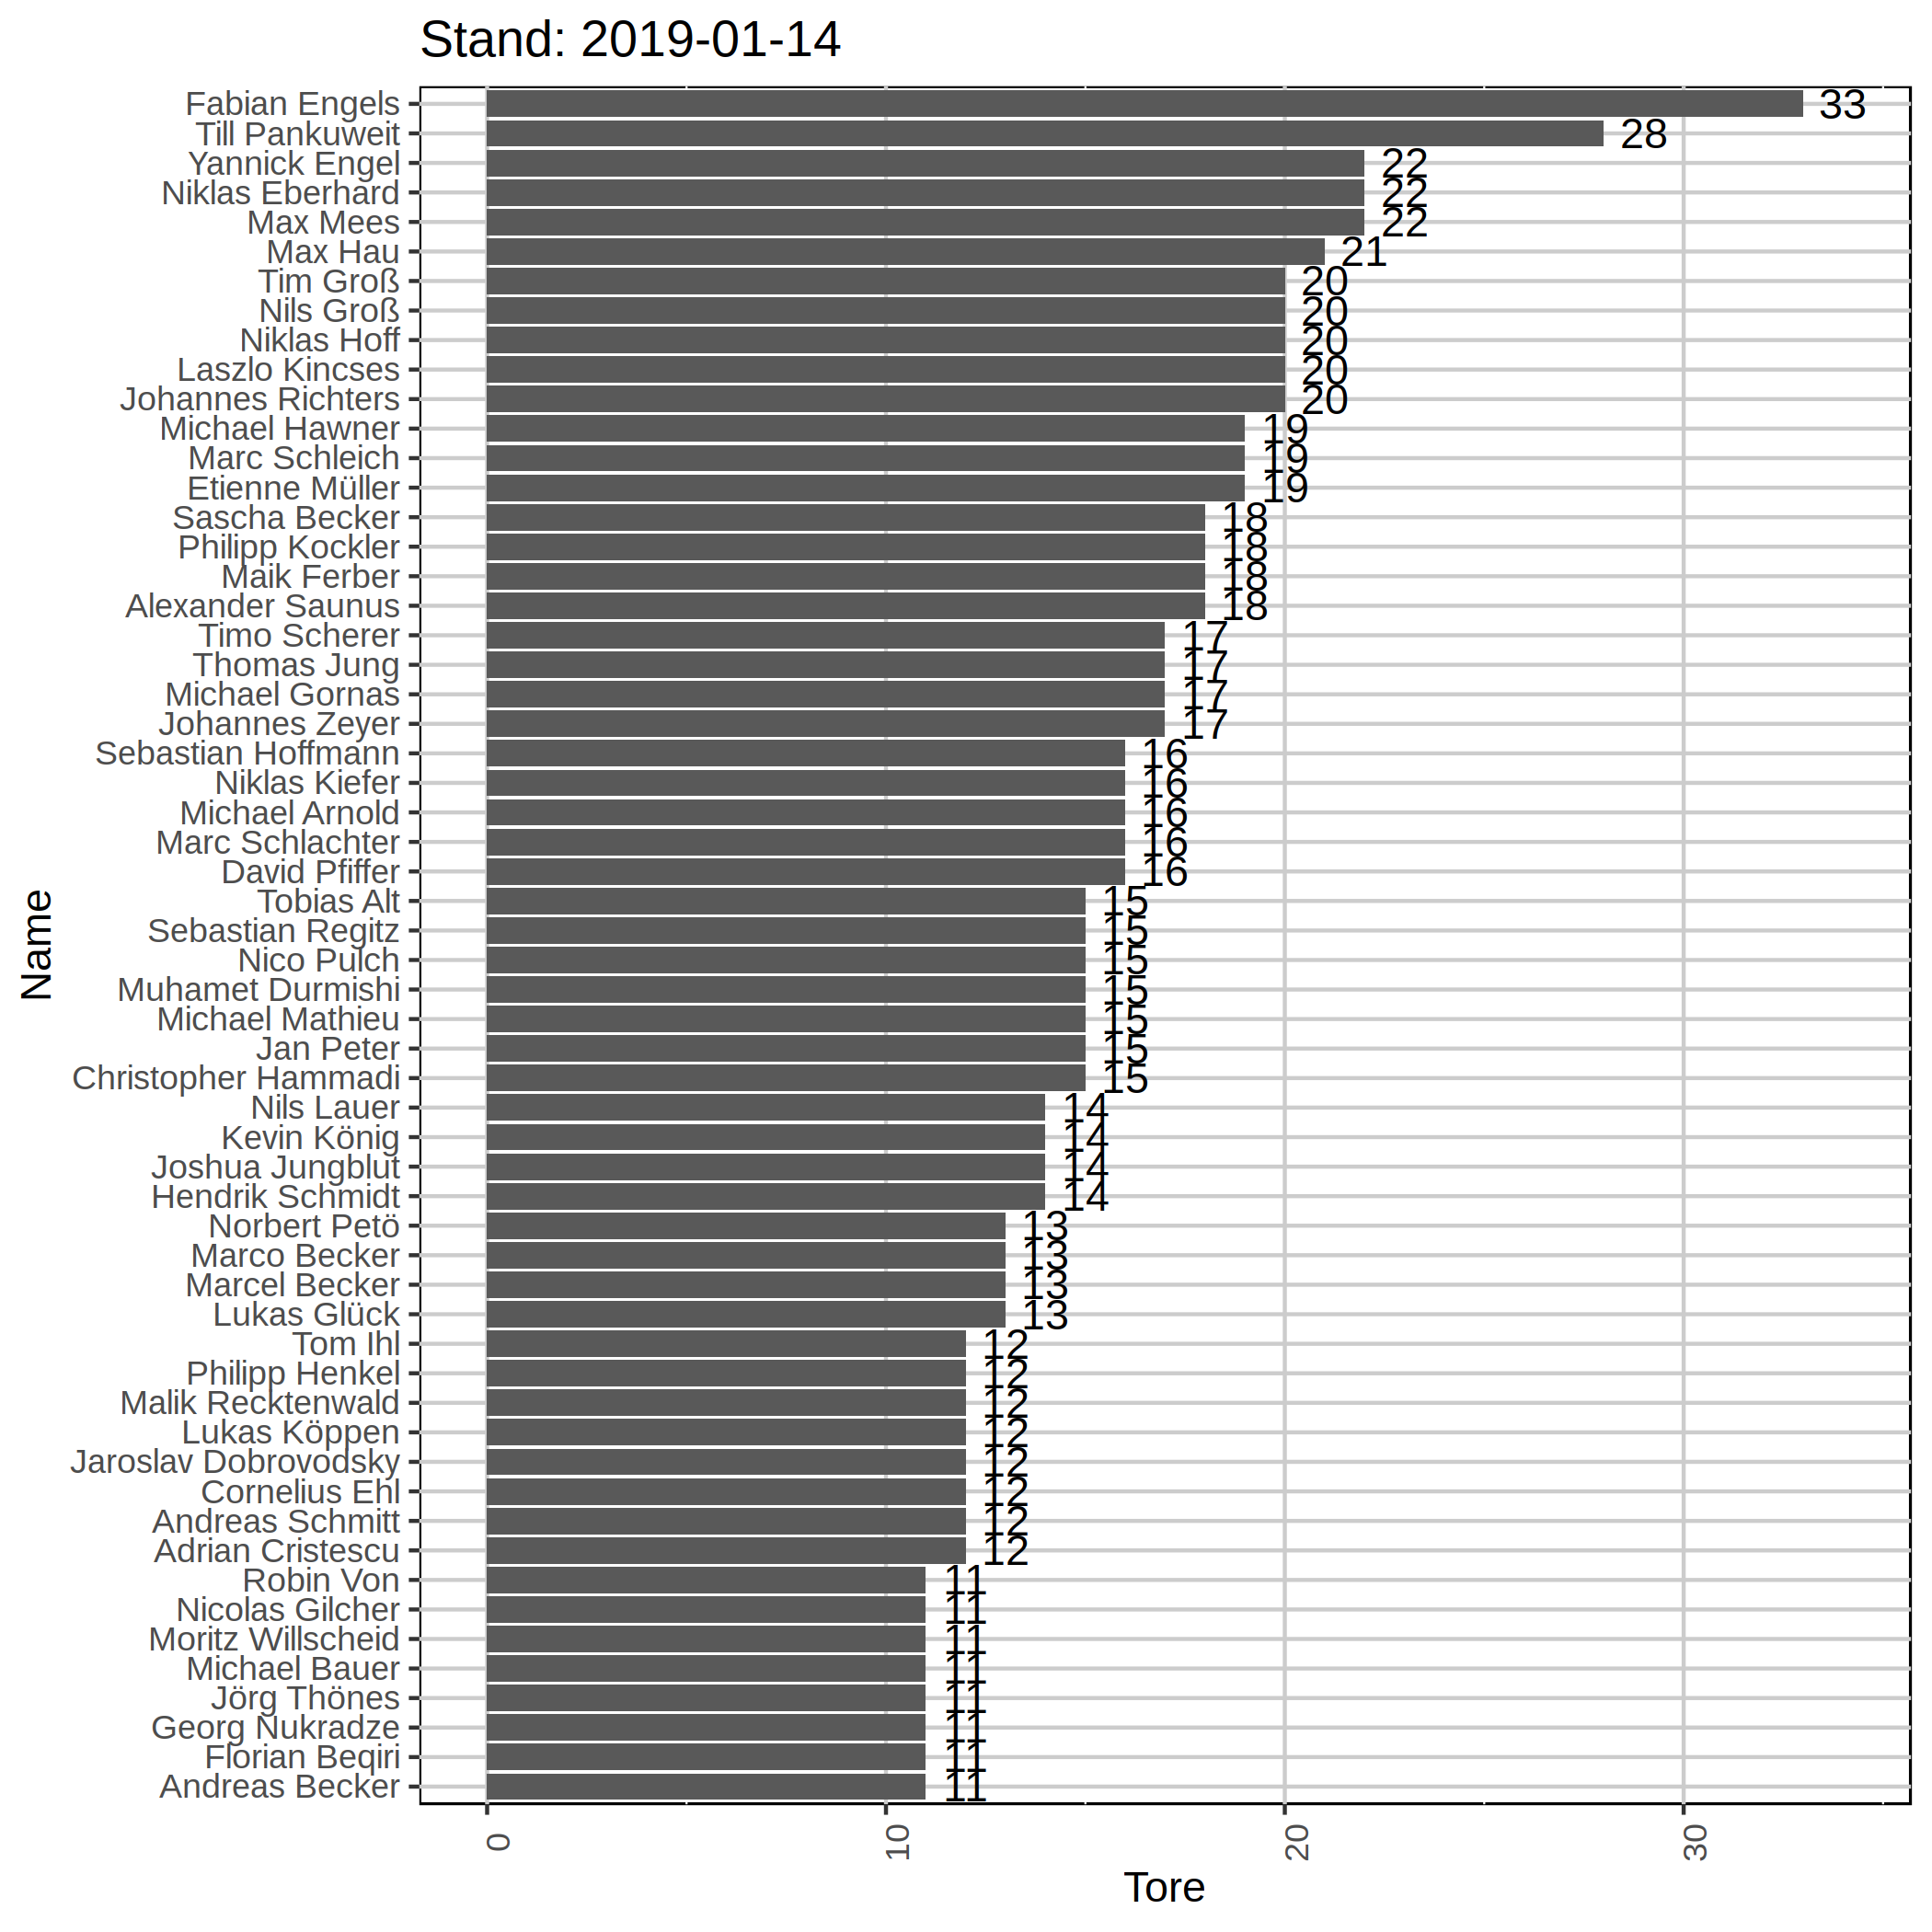 Stand: 2019-01-14
Fabian Engels 33
Till Pankuweit 28
Yannick Engel 22
Niklas Eberhard 22
Max Mees 22
Max Hau 21
Tim Groß 20
Nils Groß 20
Niklas Hoff 20
Laszlo Kincses 20
Johannes Richters 20
Michael Hawner 19
Marc Schleich 19
Etienne Müller 19
Sascha Becker 18
Philipp Kockler 18
Maik Ferber 18
Alexander Saunus 18
Timo Scherer 17
Thomas Jung 17
Michael Gornas 17
Johannes Zeyer 17
Sebastian Hoffmann 16
Niklas Kiefer 16
Michael Arnold 16
Marc Schlachter 16
David Pfiffer 16
Tobias Alt 15
Sebastian Regitz 15
Nico Pulch 15
Muhamet Durmishi 15
Michael Mathieu 15
Jan Peter 15
Christopher Hammadi 15
Nils Lauer 14
Kevin König 14
Joshua Jungblut 14
Hendrik Schmidt 14
Norbert Petö 13
Marco Becker 13
Marcel Becker 13
Lukas Glück 13
Tom Ihl 12
Philipp Henkel 12
Malik Recktenwald 12
Lukas Köppen 12
Jaroslav Dobrovodsky 12
Cornelius Ehl 12
Andreas Schmitt 12
Adrian Cristescu 12
Robin Von 11
Nicolas Gilcher 11
Moritz Willscheid 11
Michael Bauer 11
Jörg Thönes 11
Georg Nukradze 11
Florian Beqiri 11
Andreas Becker 11
Name
0 10 20 30
Tore